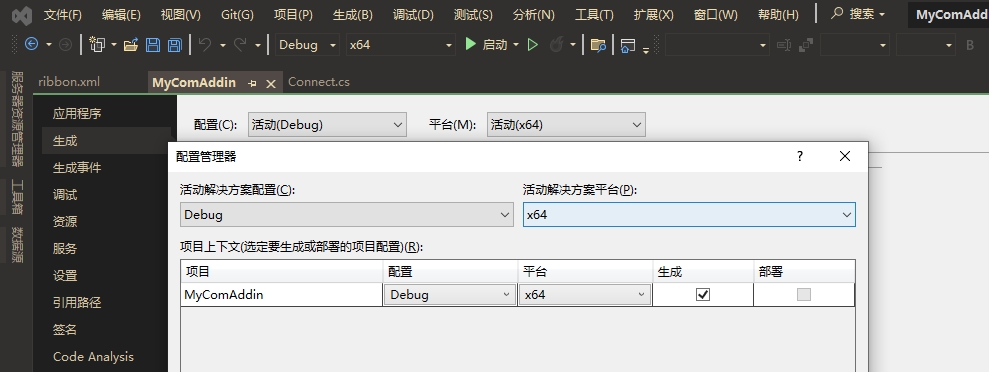 文件(F) 编辑(E) 视图(V) Git(G) 项目(P) 生成(B) 调试(D) 测试(S) 分析(N) 工具(T) 扩展(X) 窗口(W) 帮助(H) 搜索 MyComAddin
Debug x64 启动 B
服务器资源管理器
工具箱
数据源
ribbon.xml MyComAddin Connect.cs
应用程序
生成
生成事件
调试
资源
服务
设置
引用路径
签名
Code Analysis
配置(C): 活动(Debug) 平台(M): 活动(x64)
配置管理器 ?
活动解决方案配置(C): 活动解决方案平台(P):
Debug x64
项目上下文(选定要生成或部署的项目配置)(R):
项目 配置 平台 生成 部署
MyComAddin Debug x64